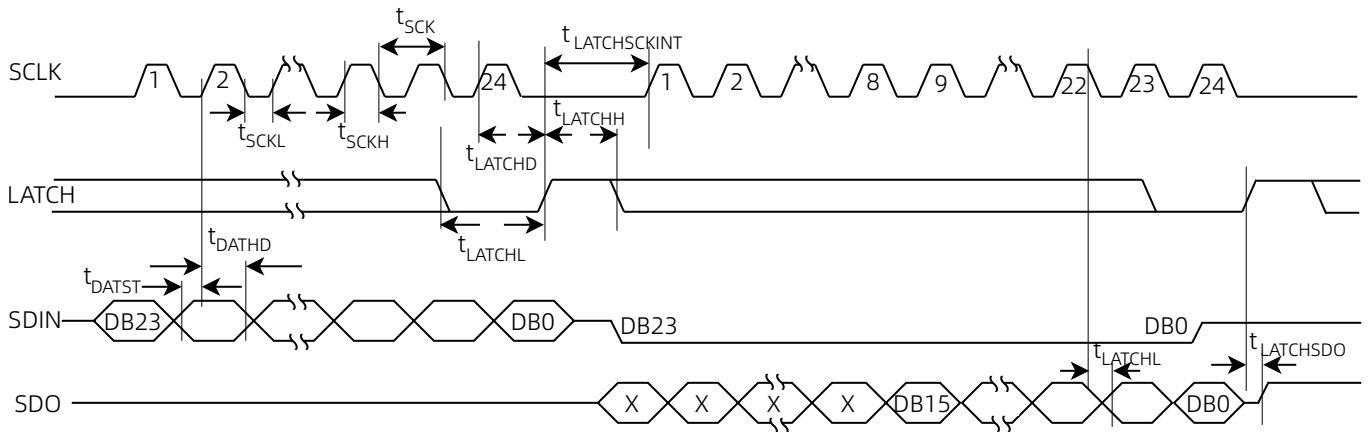 t_SCK
t_LATCHSCKINT
SCLK 1 2 24 1 2 8 9 22 23 24
t_SCKL t_SCKH t_LATCHD t_LATCHH
LATCH
t_LATCHL
t_DATHD
t_DATST
SDIN DB23 DB0 DB23 DB0
t_LATCHL t_LATCHSDO
SDO X X X X DB15 DB0